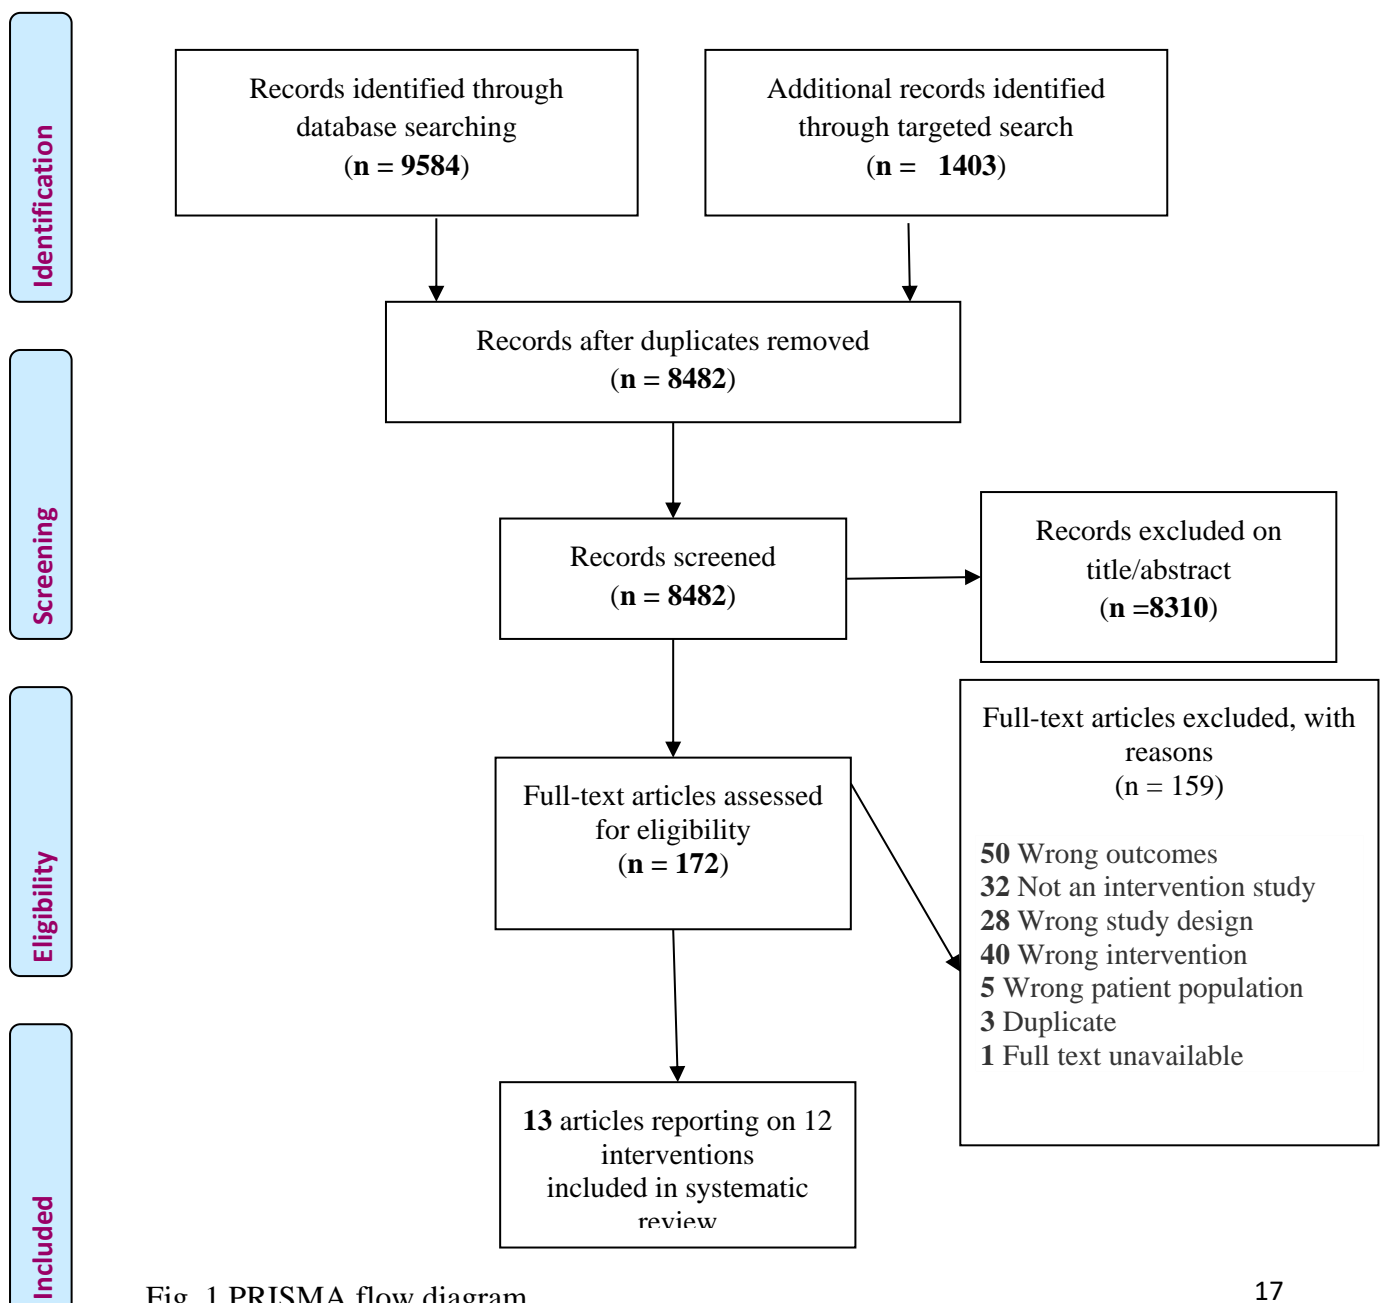 Identification
Records identified through
database searching
(n = 9584)
Additional records identified
through targeted search
(n = 1403)
Records after duplicates removed
(n = 8482)
Screening
Records screened
(n = 8482)
Records excluded on
title/abstract
(n =8310)
Eligibility
Full-text articles assessed
for eligibility
(n = 172)
Full-text articles excluded, with
reasons
(n = 159)
50 Wrong outcomes
32 Not an intervention study
28 Wrong study design
40 Wrong intervention
5 Wrong patient population
3 Duplicate
1 Full text unavailable
Included
13 articles reporting on 12
interventions
included in systematic
review
Fig. 1 PRISMA flow diagram
17